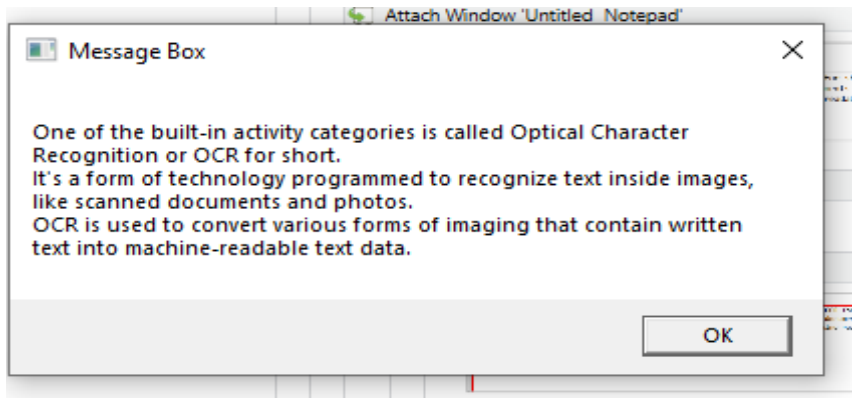 Attach Window 'Untitled Notepad'
Message Box
One of the built-in activity categories is called Optical Character
Recognition or OCR for short.
It's a form of technology programmed to recognize text inside images,
like scanned documents and photos.
OCR is used to convert various forms of imaging that contain written
text into machine-readable text data.
OK